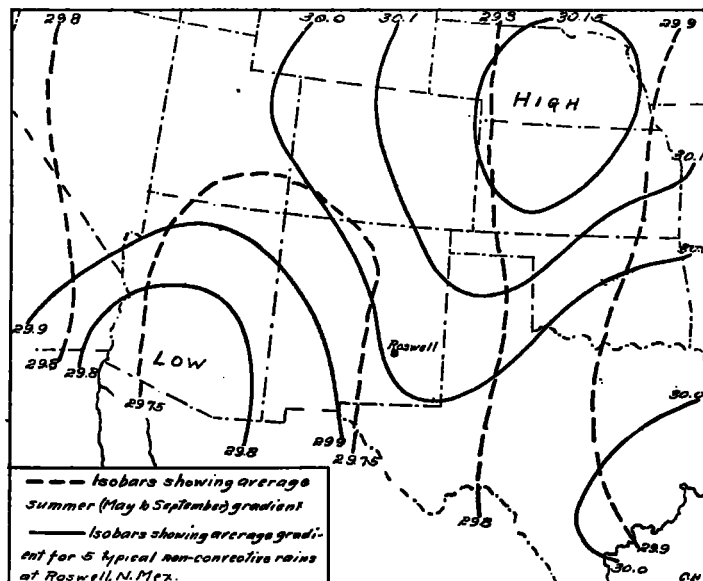 29.8 30.0 30.1 29.8 30.15 29.9
HIGH
30.1
30.0
29.9
Roswell
LOW
29.8 29.8
29.75
30.0
29.8 29.9 29.75
29.8
29.9
30.0
Isobars showing average
summer (May to September) gradient
Isobars showing average gradi-
ent for 5 typical non-convective rains
at Roswell, N. Mex.